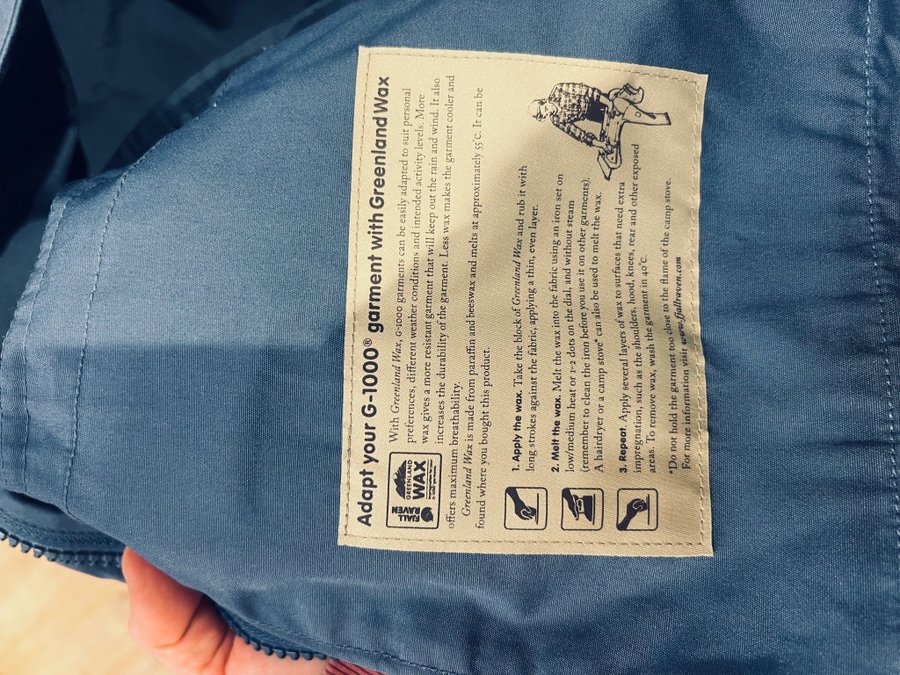 Adapt your G-1000® garment with Greenland Wax
FJÄLL
RÄVEN
GREENLAND
WAX
With Greenland Wax, G-1000 garments can be easily adapted to suit personal
preferences, different weather conditions and intended activity levels. More
wax gives a more resistant garment that will keep out the rain and wind. It also
increases the durability of the garment. Less wax makes the garment cooler and
offers maximum breathability.
Greenland Wax is made from paraffin and beeswax and melts at approximately 55°C. It can be
found where you bought this product.
1. Apply the wax. Take the block of Greenland Wax and rub it with
long strokes against the fabric, applying a thin, even layer.
2. Melt the wax. Melt the wax into the fabric using an iron set on
low/medium heat or 1-2 dots on the dial, and without steam
(remember to clean the iron before you use it on other garments).
A hairdryer or a camp stove* can also be used to melt the wax.
3. Repeat. Apply several layers of wax to surfaces that need extra
impregnation, such as the shoulders, hood, knees, rear and other exposed
areas. To remove wax, wash the garment in 40°C.
*Do not hold the garment too close to the flame of the camp stove.
For more information visit www.fjallraven.com